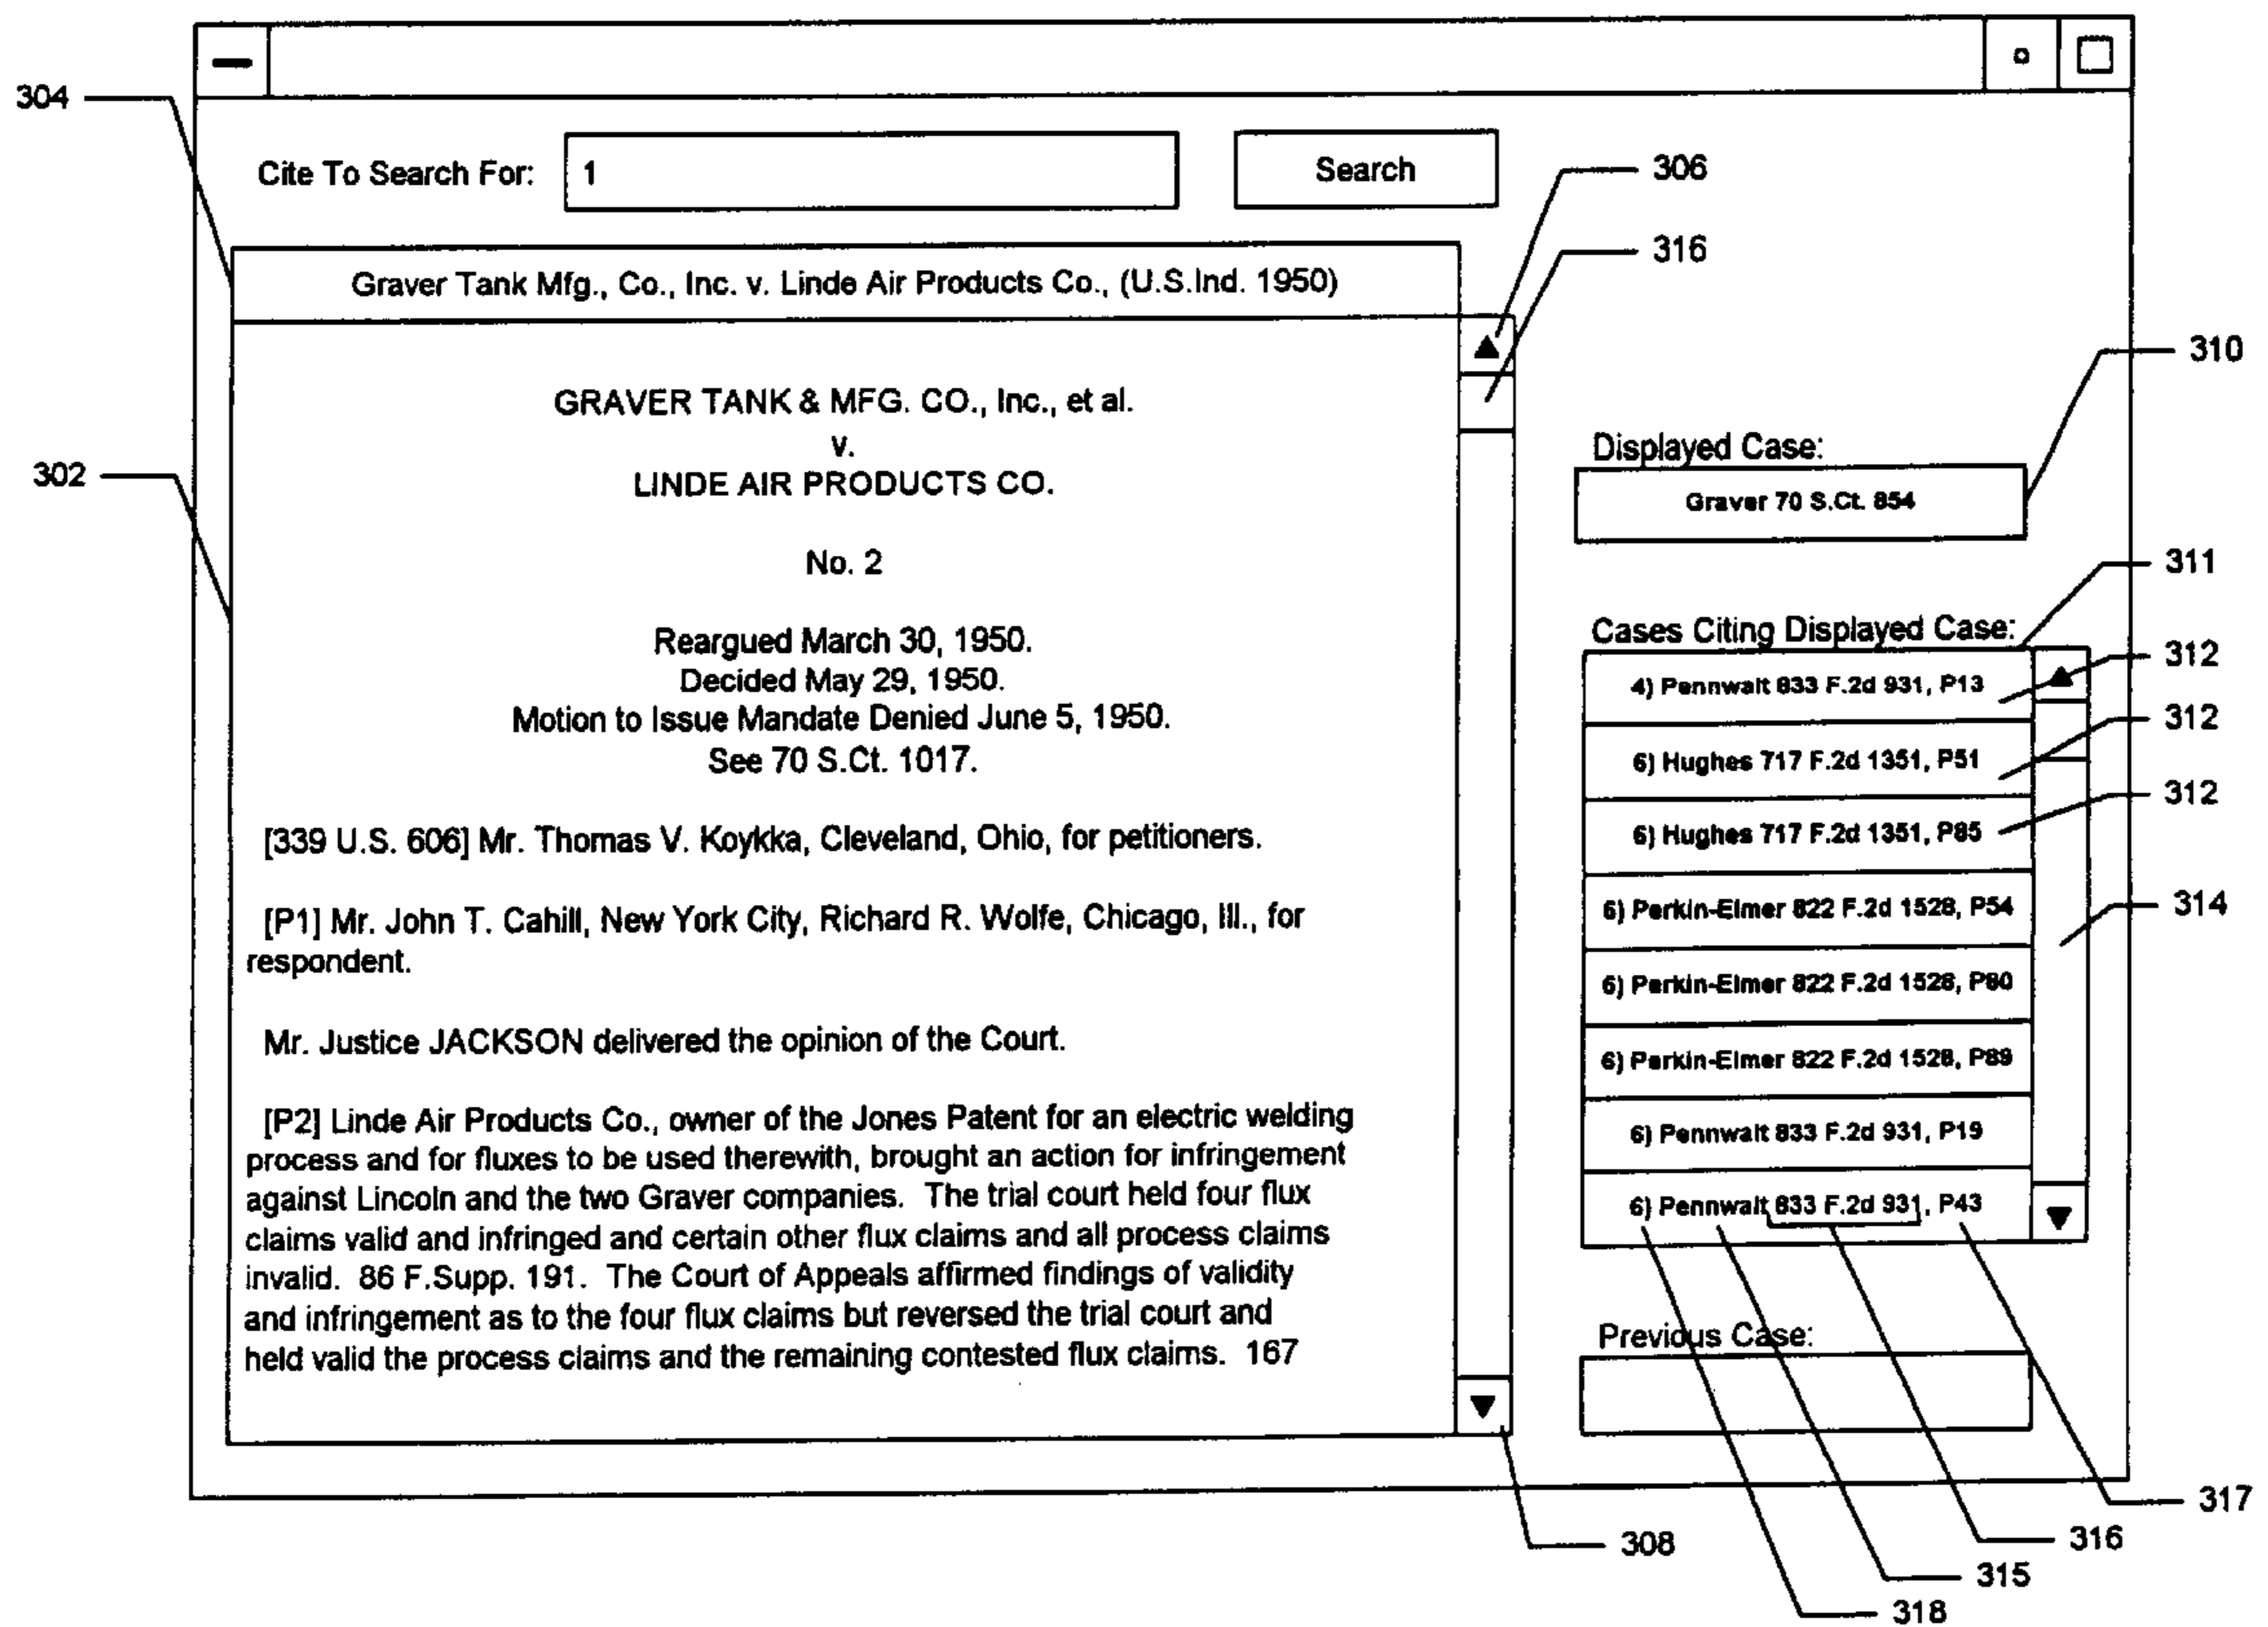 304
Cite To Search For:
1
Search
306
316
Graver Tank Mfg., Co., Inc. v. Linde Air Products Co., (U.S.Ind. 1950)
310
GRAVER TANK & MFG. CO., Inc., et al.
v.
LINDE AIR PRODUCTS CO.
302
Displayed Case:
Graver 70 S.Ct. 854
No. 2
311
Reargued March 30, 1950.
Decided May 29, 1950.
Motion to Issue Mandate Denied June 5, 1950.
See 70 S.Ct. 1017.
Cases Citing Displayed Case:
312
4) Pennwalt 833 F.2d 931, P13
312
6) Hughes 717 F.2d 1351, P51
312
6) Hughes 717 F.2d 1351, P85
[339 U.S. 606] Mr. Thomas V. Koykka, Cleveland, Ohio, for petitioners.
[P1] Mr. John T. Cahill, New York City, Richard R. Wolfe, Chicago, Ill., for
respondent.
6) Perkin-Elmer 822 F.2d 1528, P54
314
6) Perkin-Elmer 822 F.2d 1528, P80
Mr. Justice JACKSON delivered the opinion of the Court.
6) Perkin-Elmer 822 F.2d 1528, P89
[P2] Linde Air Products Co., owner of the Jones Patent for an electric welding
process and for fluxes to be used therewith, brought an action for infringement
against Lincoln and the two Graver companies.  The trial court held four flux
claims valid and infringed and certain other flux claims and all process claims
invalid.  86 F.Supp. 191.  The Court of Appeals affirmed findings of validity
and infringement as to the four flux claims but reversed the trial court and
held valid the process claims and the remaining contested flux claims.  167
6) Pennwalt 833 F.2d 931, P19
6) Pennwalt 833 F.2d 931, P43
Previous Case:
317
316
308
315
318